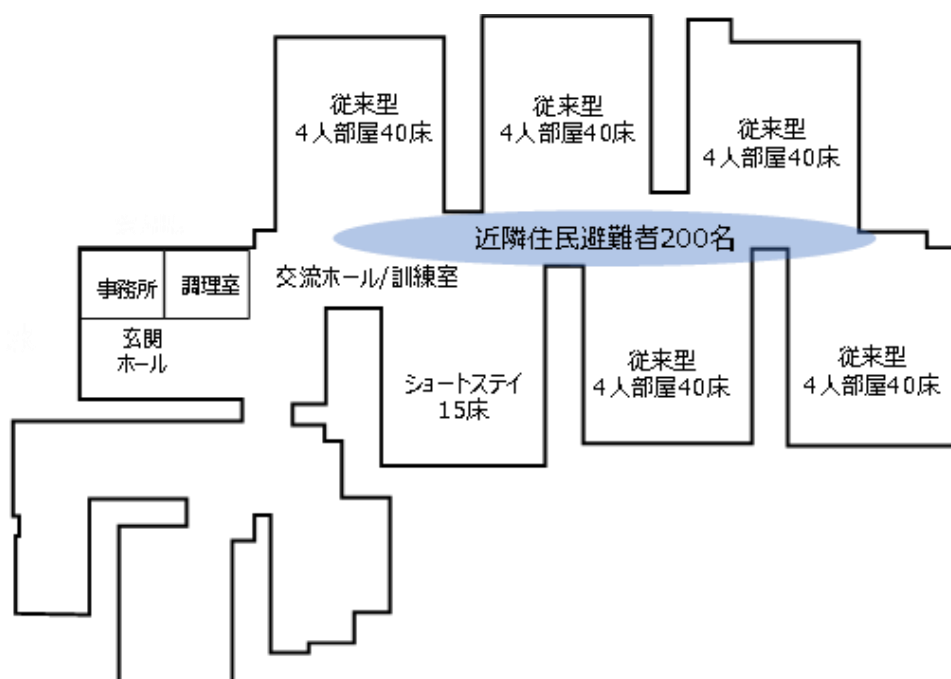 従来型
4人部屋40床
従来型
4人部屋40床
従来型
4人部屋40床
近隣住民避難者200名
事務所
調理室
交流ホール/訓練室
玄関
ホール
ショートステイ
15床
従来型
4人部屋40床
従来型
4人部屋40床